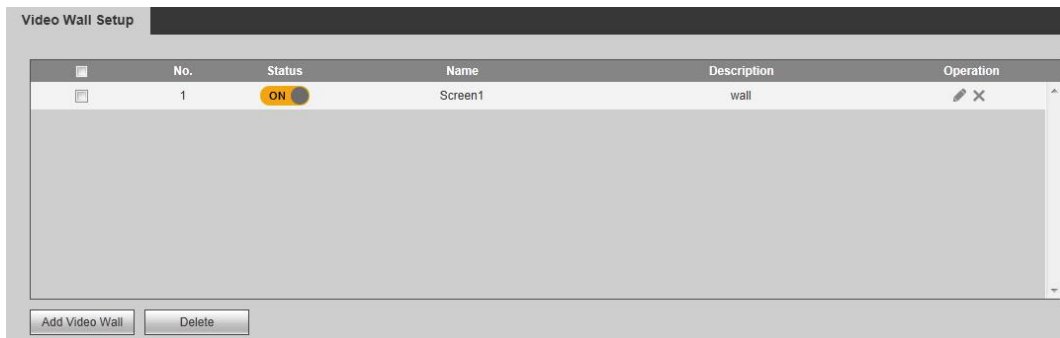 Video Wall Setup
No. Status Name Description Operation
1 ON Screen1 wall
Add Video Wall Delete